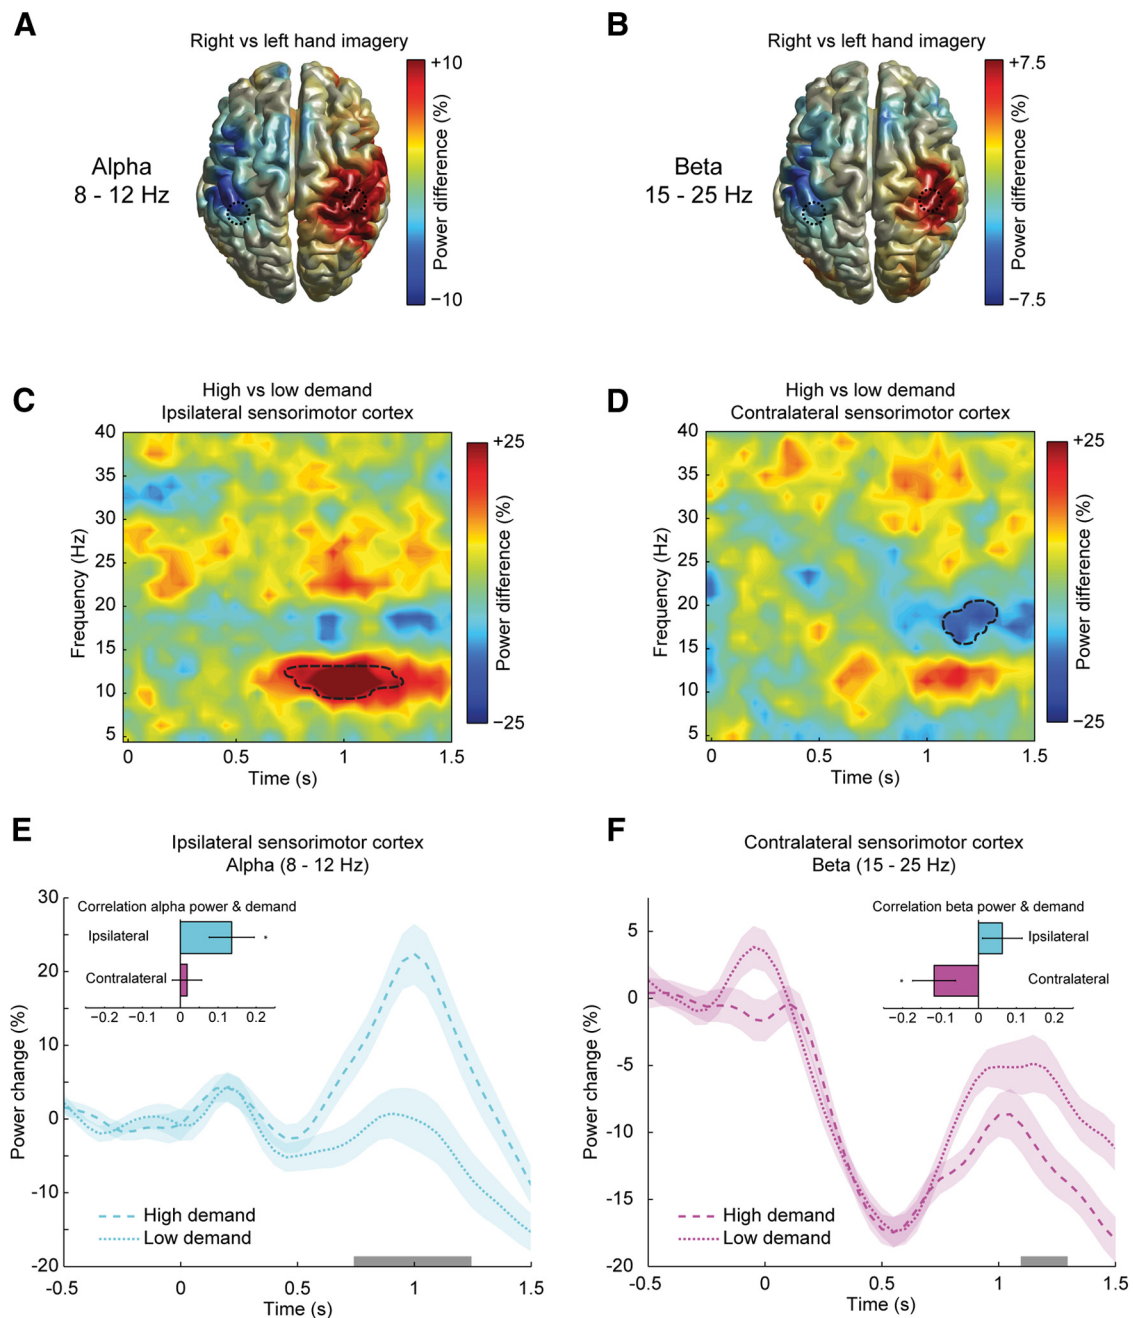 A
Right vs left hand imagery
Alpha
8 - 12 Hz
+10
Power difference (%)
−10
B
Right vs left hand imagery
Beta
15 - 25 Hz
+7.5
Power difference (%)
−7.5
C
High vs low demand
Ipsilateral sensorimotor cortex
40
35
30
25
20
15
10
5
Frequency (Hz)
0
0.5
1
1.5
Time (s)
+25
Power difference (%)
−25
D
High vs low demand
Contralateral sensorimotor cortex
40
35
30
25
20
15
10
5
Frequency (Hz)
0
0.5
1
1.5
Time (s)
+25
Power difference (%)
−25
E
Ipsilateral sensorimotor cortex
Alpha (8 - 12 Hz)
30
20
10
0
-10
-20
Power change (%)
Correlation alpha power & demand
Ipsilateral
*
Contralateral
−0.2
−0.1
0
0.1
0.2
High demand
Low demand
-0.5
0
0.5
1
1.5
Time (s)
F
Contralateral sensorimotor cortex
Beta (15 - 25 Hz)
5
0
-5
-10
-15
-20
Power change (%)
Correlation beta power & demand
Ipsilateral
*
Contralateral
−0.2
−0.1
0
0.1
0.2
High demand
Low demand
-0.5
0
0.5
1
1.5
Time (s)